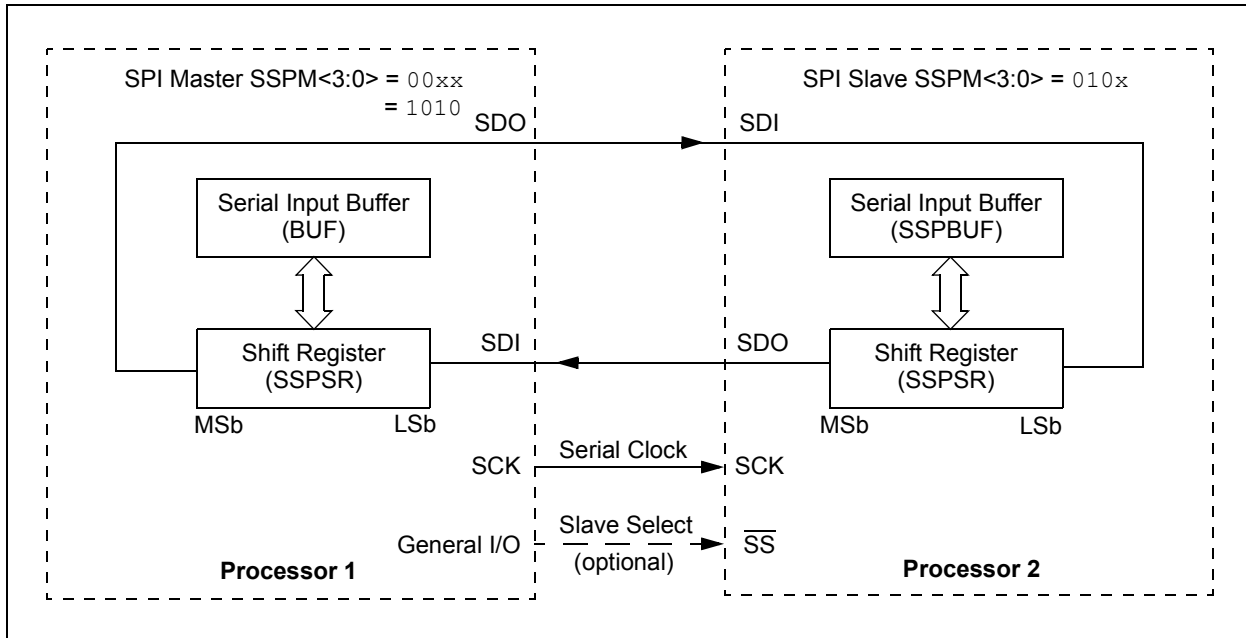 SPI Master SSPM<3:0> = 00xx
= 1010
SPI Slave SSPM<3:0> = 010x
SDO
SDI
Serial Input Buffer
(BUF)
Serial Input Buffer
(SSPBUF)
Shift Register
(SSPSR)
MSb
LSb
SDI
SDO
Shift Register
(SSPSR)
MSb
LSb
SCK
Serial Clock
SCK
General I/O
Slave Select
(optional)
SS
Processor 1
Processor 2